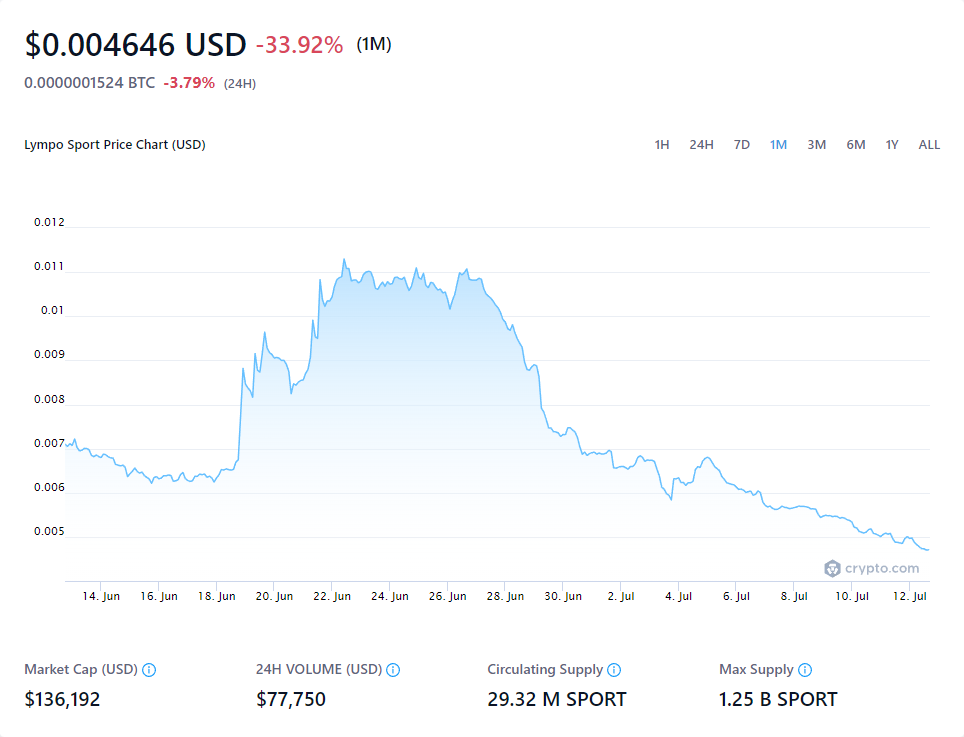 $0.004646 USD -33.92% (1M)
0.0000001524 BTC -3.79% (24H)
Lympo Sport Price Chart (USD) 1H 24H 7D 1M 3M 6M 1Y ALL
0.012
0.011
0.01
0.009
0.008
0.007
0.006
0.005
crypto.com
14. Jun 16. Jun 18. Jun 20. Jun 22. Jun 24. Jun 26. Jun 28. Jun 30. Jun 2. Jul 4. Jul 6. Jul 8. Jul 10. Jul 12. Jul
Market Cap (USD) 24H VOLUME (USD) Circulating Supply Max Supply
$136,192 $77,750 29.32 M SPORT 1.25 B SPORT